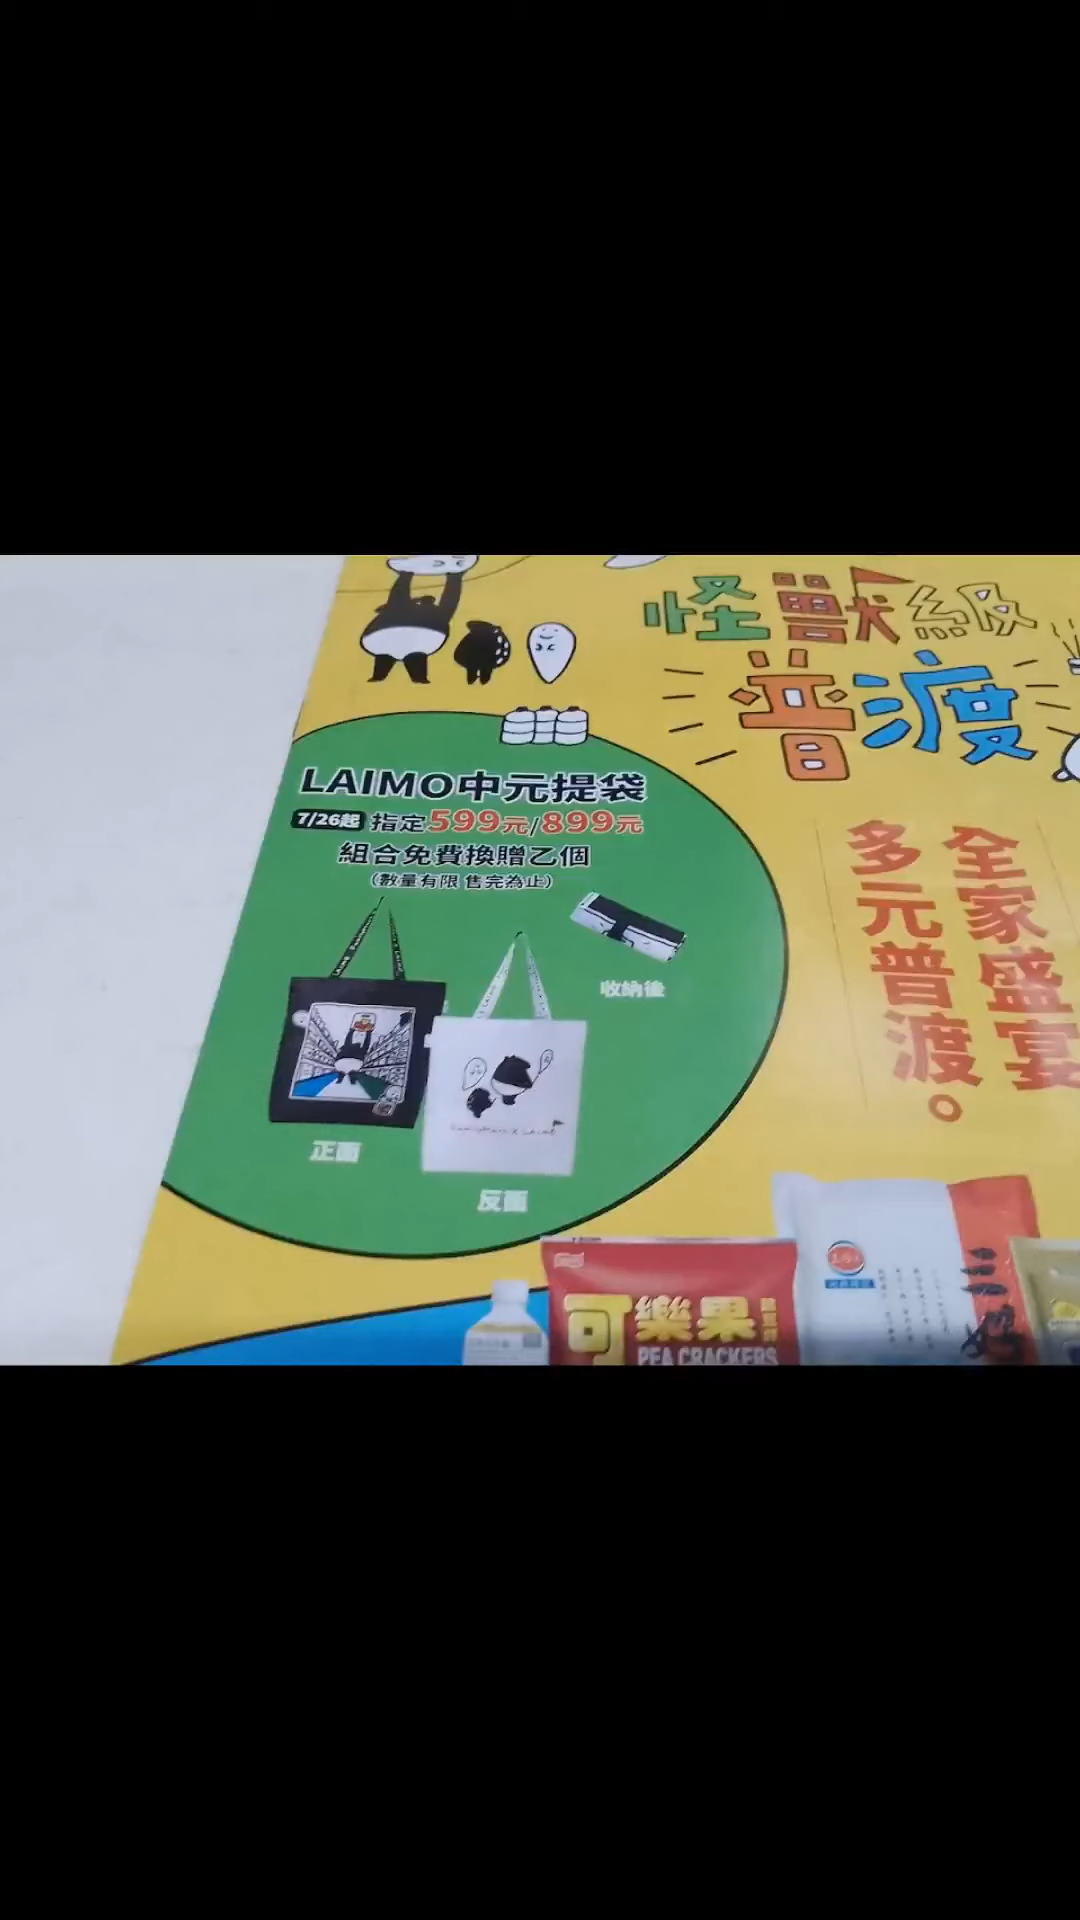 怪獸級
普渡
LAIMO中元提袋
7/26起 指定599元/899元
組合免費換贈乙個
(數量有限 售完為止)
收納後
正面
反面
全家盛宴
多元普渡。
可樂果
PEA CRACKERS